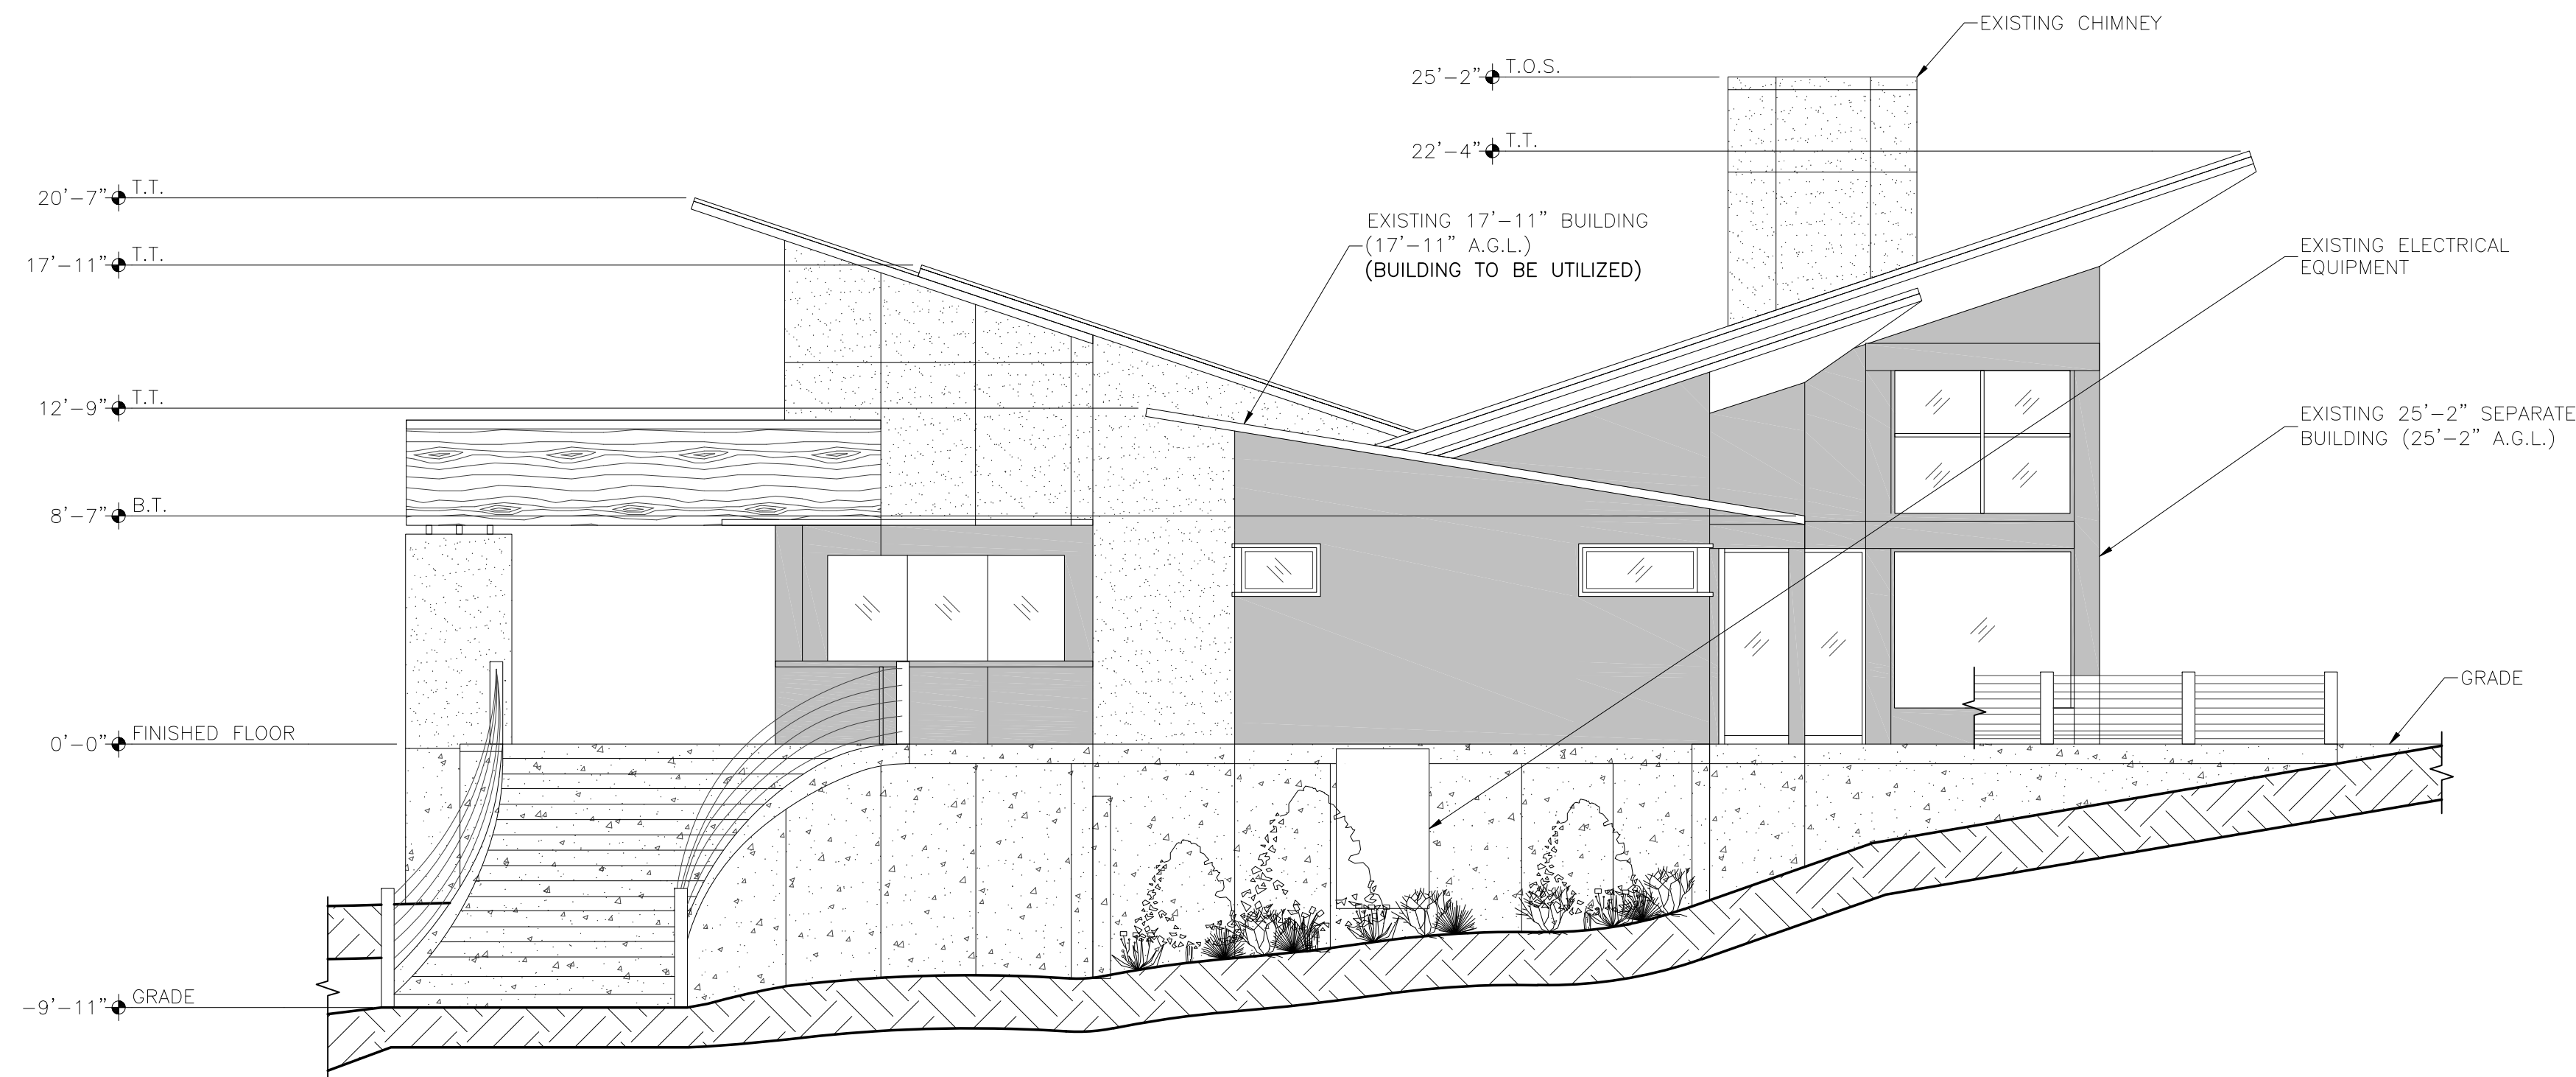 EXISTING CHIMNEY
25'-2" T.O.S.
22'-4" T.T.
20'-7" T.T.
17'-11" T.T.
EXISTING 17'-11" BUILDING
(17'-11" A.G.L.)
(BUILDING TO BE UTILIZED)
EXISTING ELECTRICAL
EQUIPMENT
12'-9" T.T.
EXISTING 25'-2" SEPARATE
BUILDING (25'-2" A.G.L.)
8'-7" B.T.
GRADE
0'-0" FINISHED FLOOR
-9'-11" GRADE